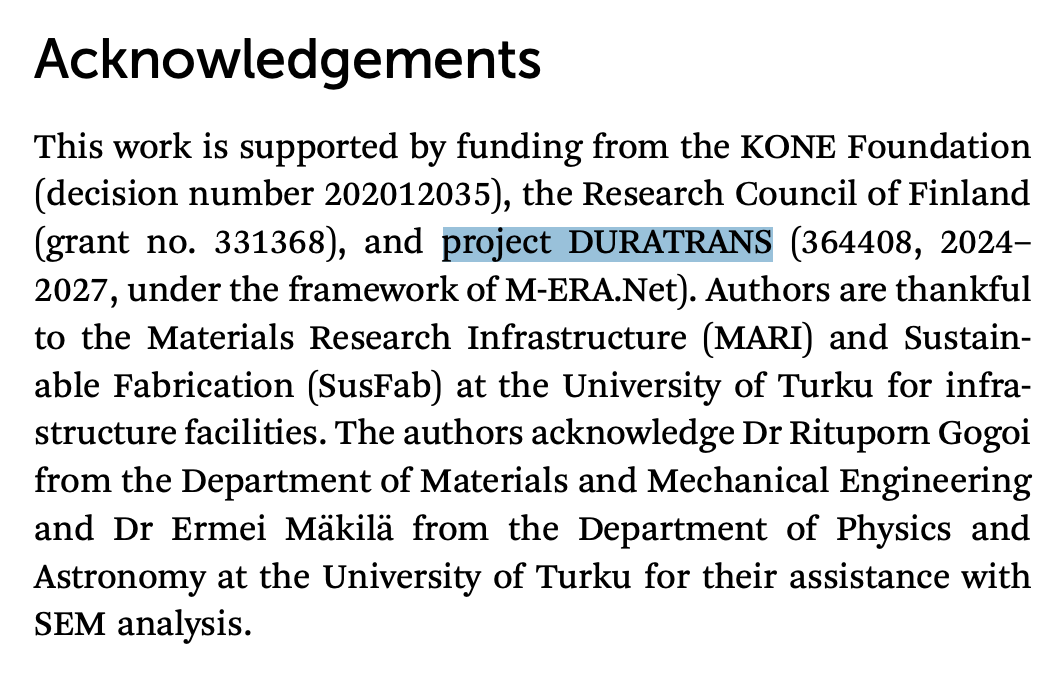 Acknowledgements
This work is supported by funding from the KONE Foundation
(decision number 202012035), the Research Council of Finland
(grant no. 331368), and project DURATRANS (364408, 2024–
2027, under the framework of M-ERA.Net). Authors are thankful
to the Materials Research Infrastructure (MARI) and Sustain-
able Fabrication (SusFab) at the University of Turku for infra-
structure facilities. The authors acknowledge Dr Rituporn Gogoi
from the Department of Materials and Mechanical Engineering
and Dr Ermei Mäkilä from the Department of Physics and
Astronomy at the University of Turku for their assistance with
SEM analysis.